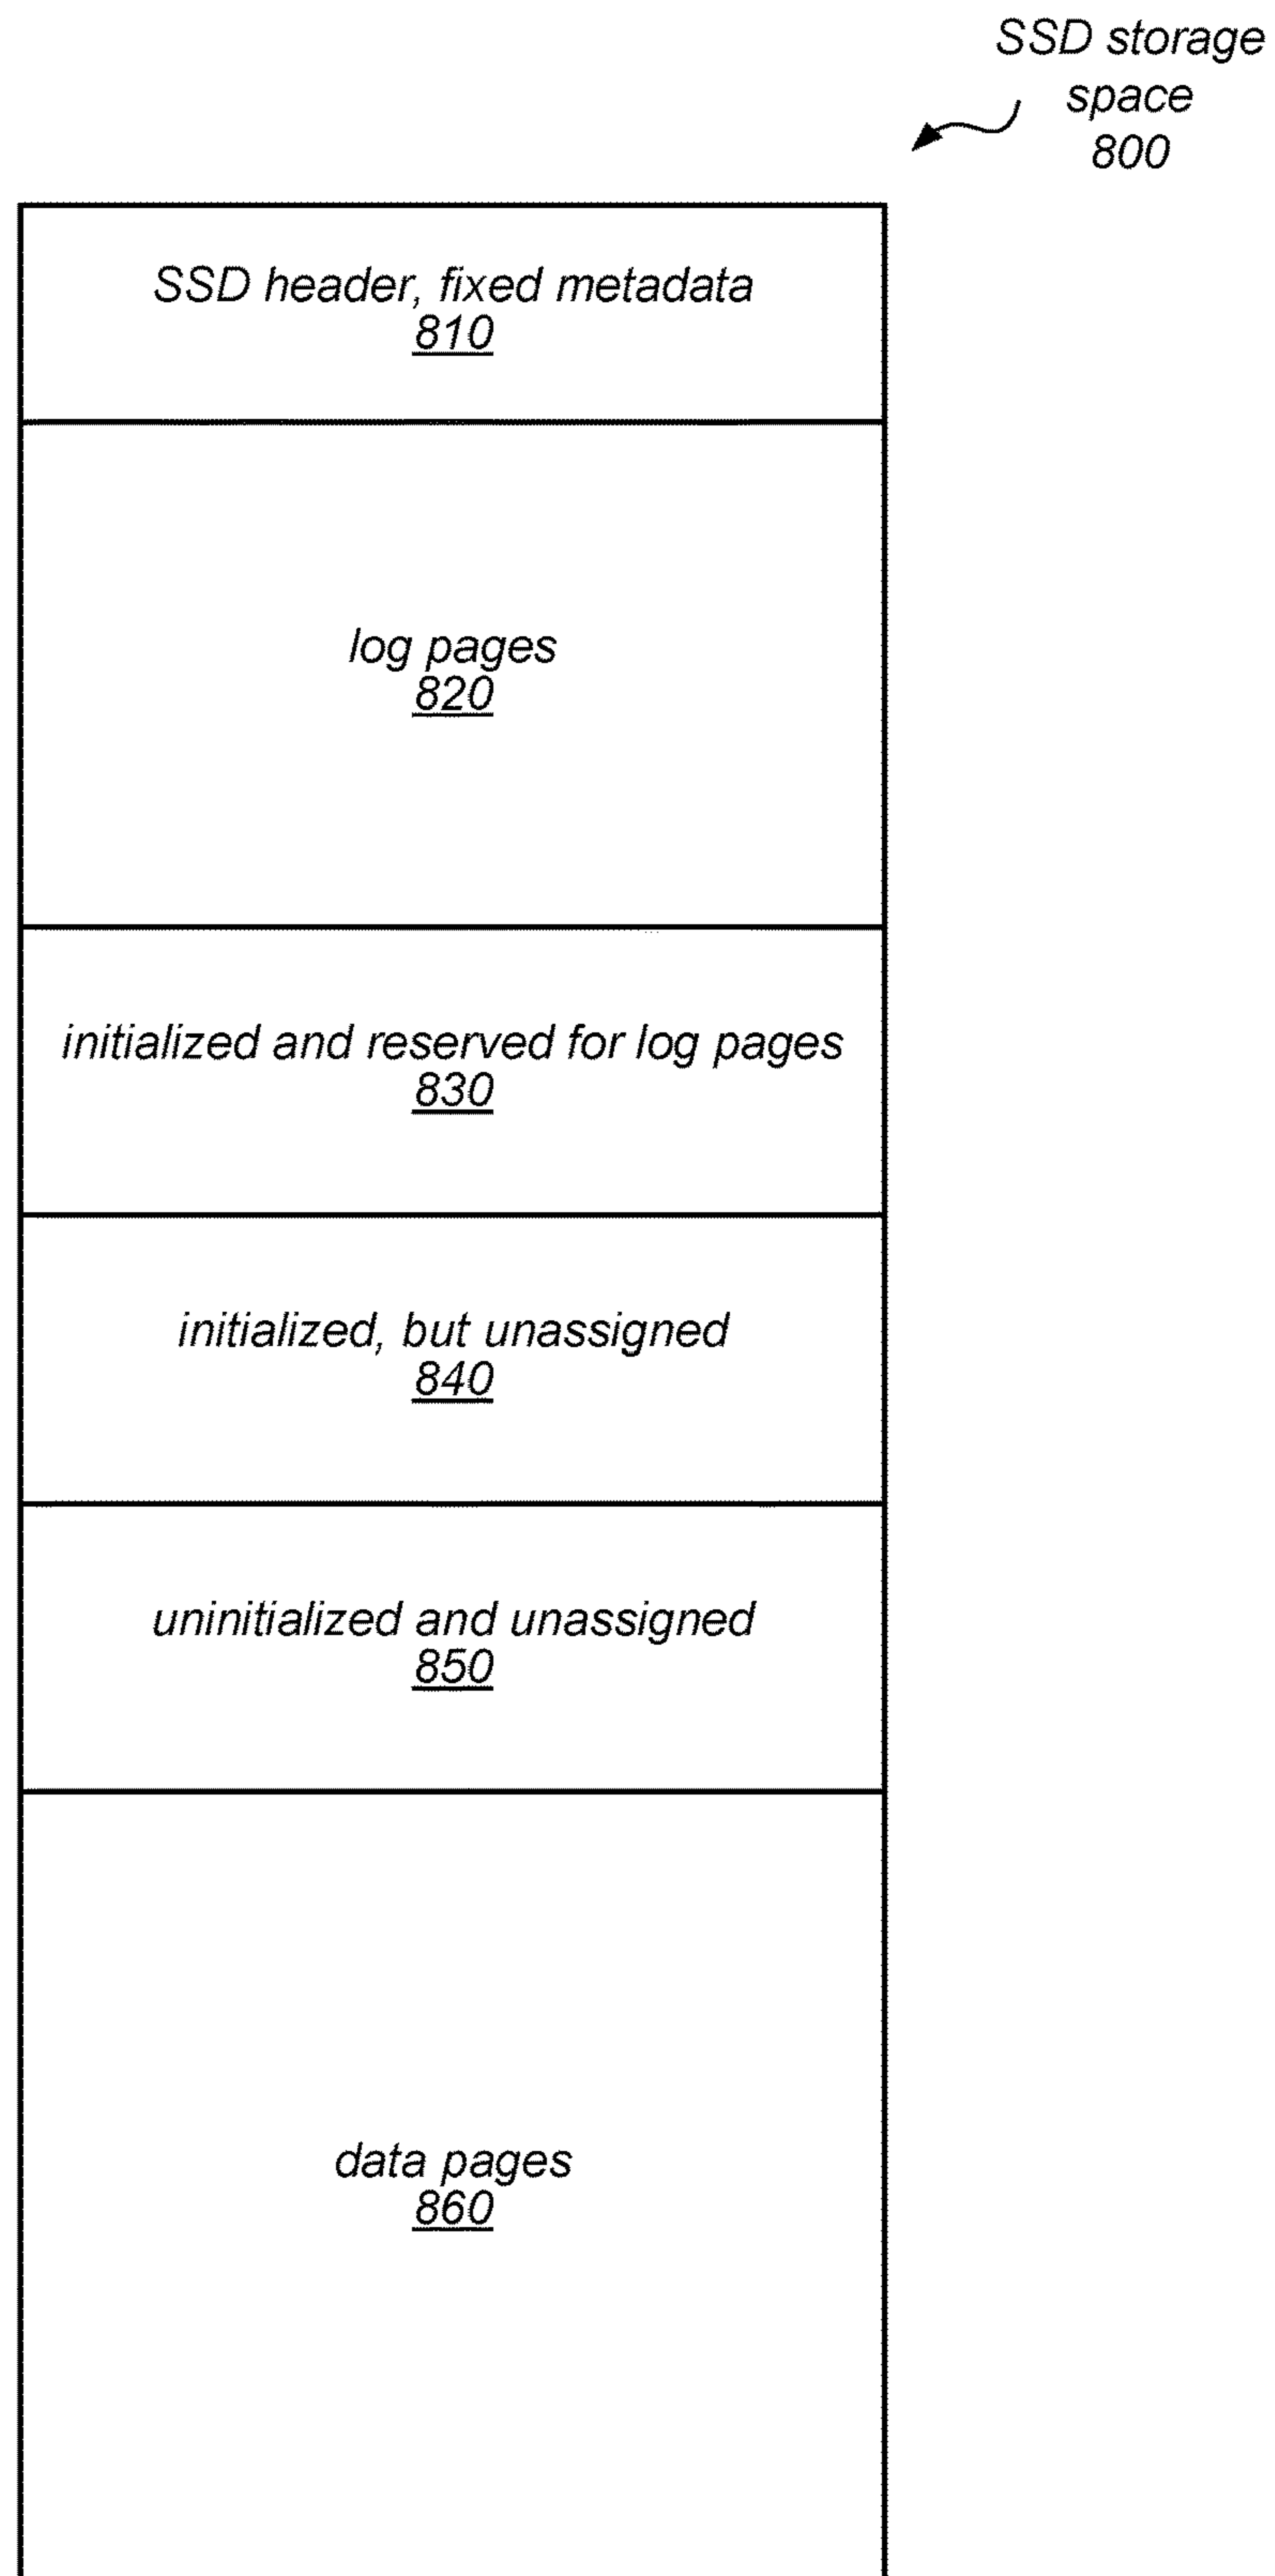 SSD storage
space
800
SSD header, fixed metadata
810
log pages
820
initialized and reserved for log pages
830
initialized, but unassigned
840
uninitialized and unassigned
850
data pages
860